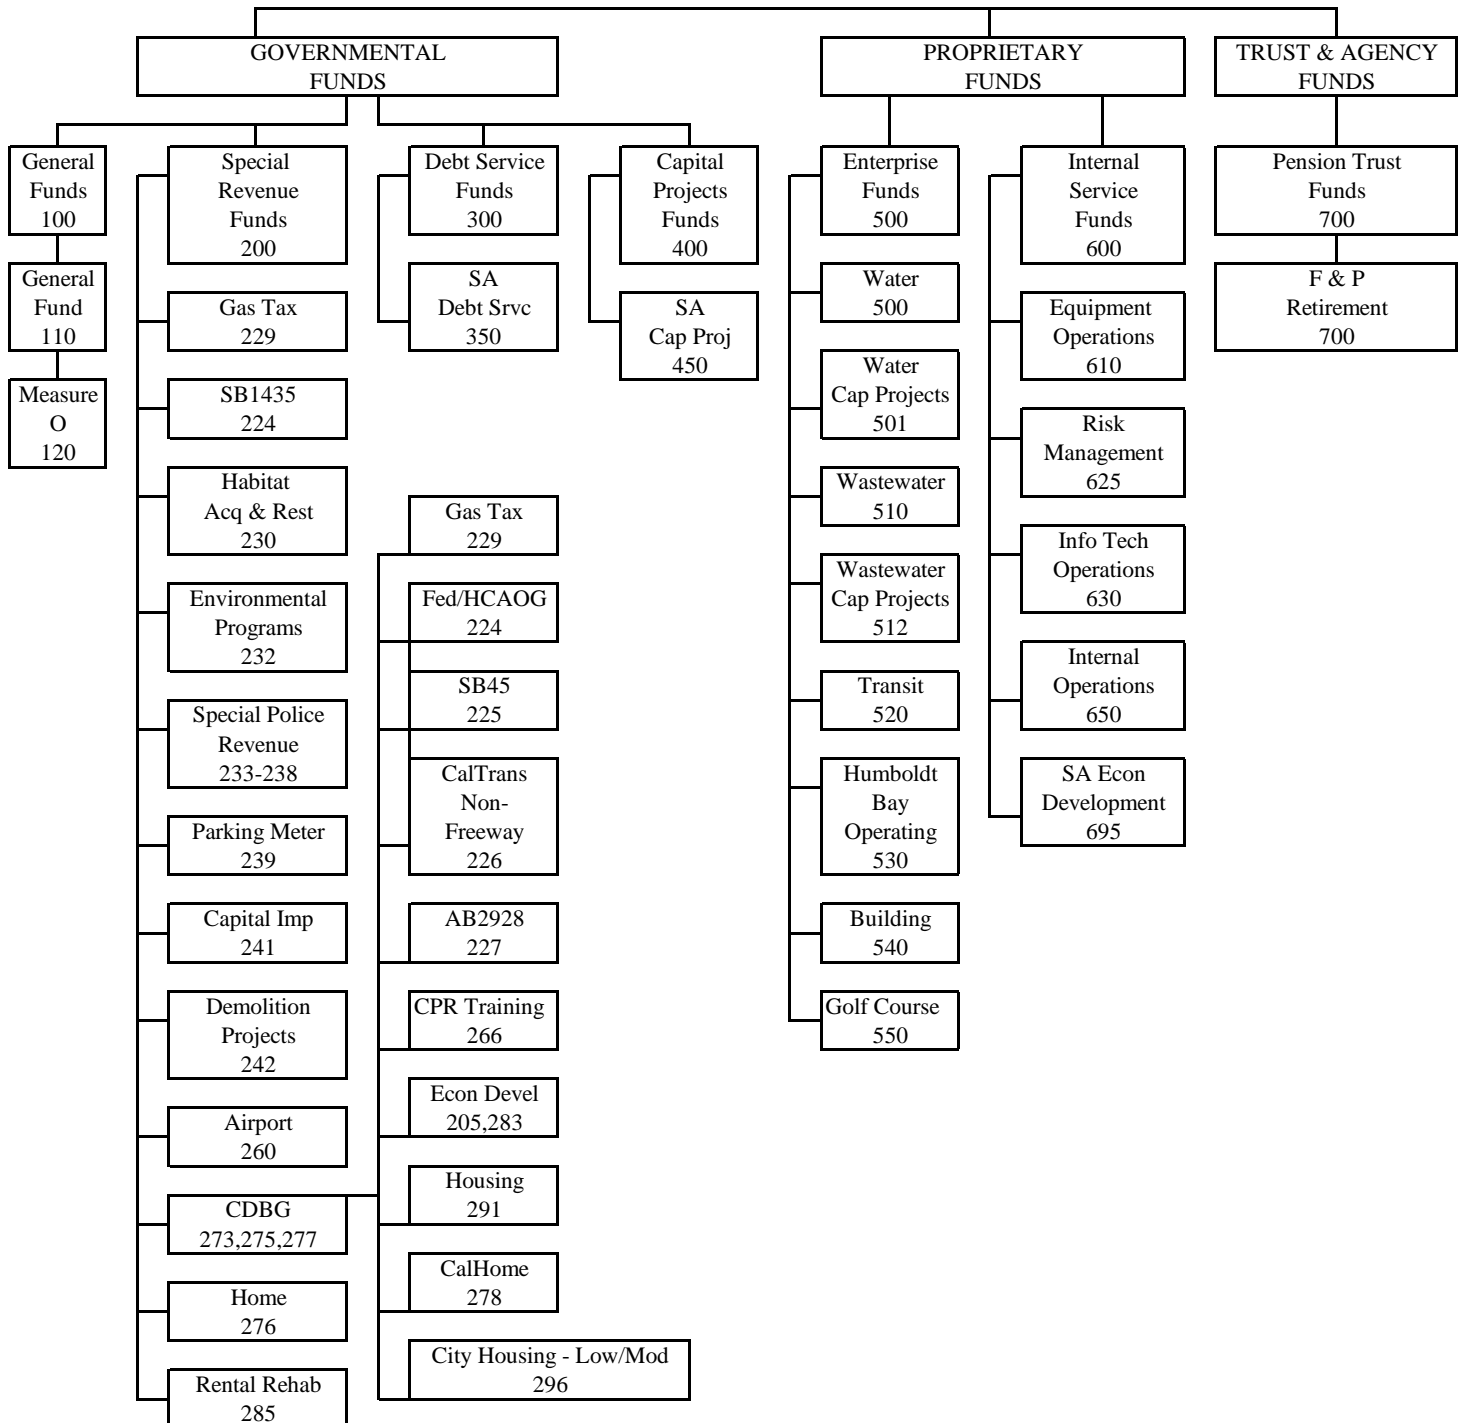 GOVERNMENTAL
FUNDS
PROPRIETARY
FUNDS
TRUST & AGENCY
FUNDS
General
Funds
100
General
Fund
110
Measure
O
120
Special
Revenue
Funds
200
Gas Tax
229
SB1435
224
Habitat
Acq & Rest
230
Environmental
Programs
232
Special Police
Revenue
233-238
Parking Meter
239
Capital Imp
241
Demolition
Projects
242
Airport
260
CDBG
273,275,277
Home
276
Rental Rehab
285
Gas Tax
229
Fed/HCAOG
224
SB45
225
CalTrans
Non-
Freeway
226
AB2928
227
CPR Training
266
Econ Devel
205,283
Housing
291
CalHome
278
City Housing - Low/Mod
296
Debt Service
Funds
300
SA
Debt Srvc
350
Capital
Projects
Funds
400
SA
Cap Proj
450
Enterprise
Funds
500
Water
500
Water
Cap Projects
501
Wastewater
510
Wastewater
Cap Projects
512
Transit
520
Humboldt
Bay
Operating
530
Building
540
Golf Course
550
Internal
Service
Funds
600
Equipment
Operations
610
Risk
Management
625
Info Tech
Operations
630
Internal
Operations
650
SA Econ
Development
695
Pension Trust
Funds
700
F & P
Retirement
700